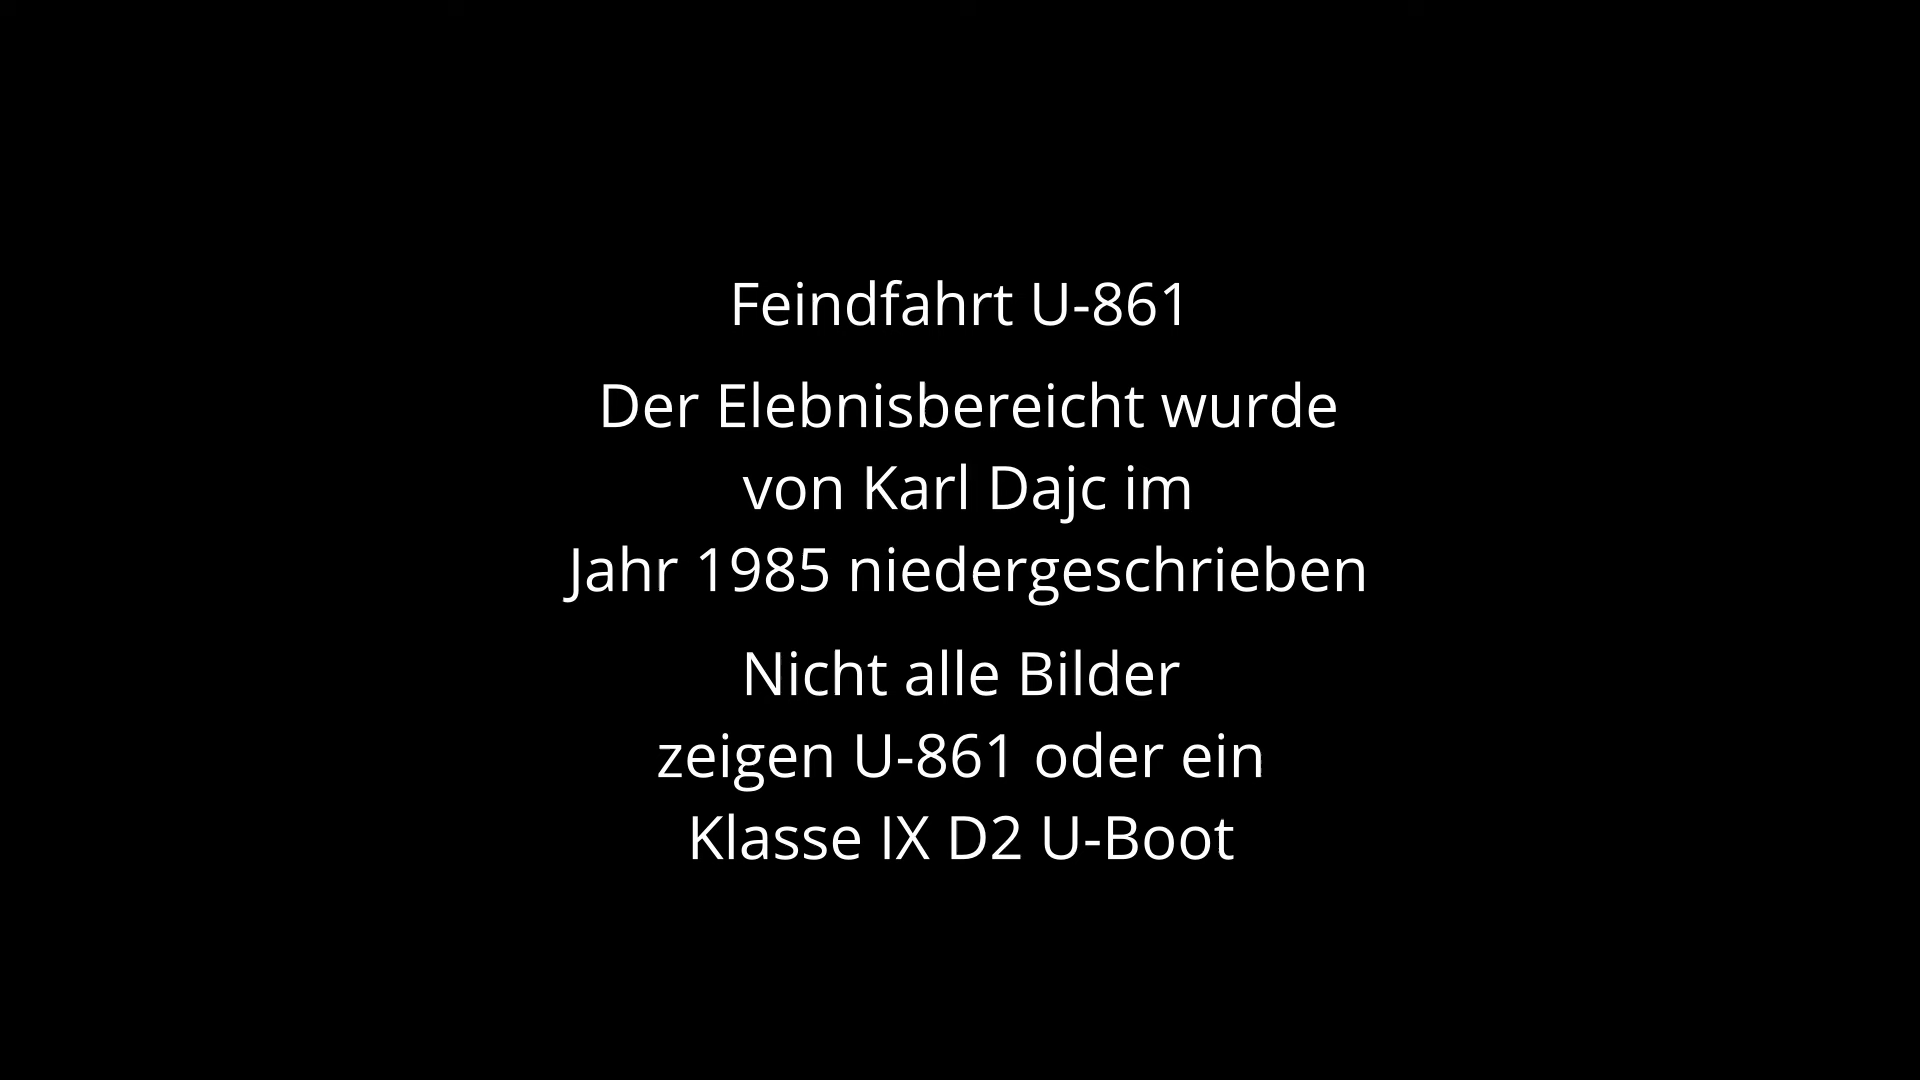 Feindfahrt U-861
Der Elebnisbereicht wurde
von Karl Dajc im
Jahr 1985 niedergeschrieben
Nicht alle Bilder
zeigen U-861 oder ein
Klasse IX D2 U-Boot